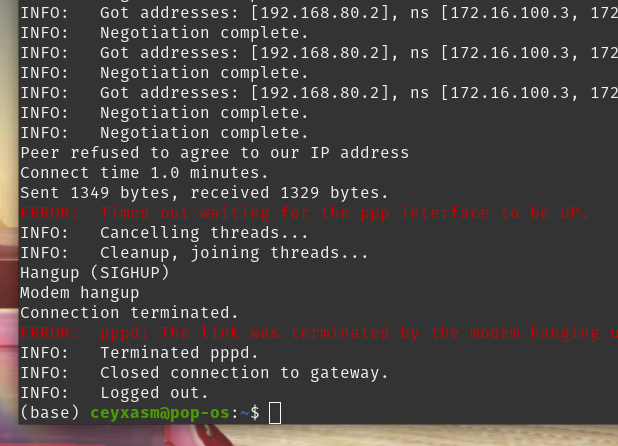 INFO:   Got addresses: [192.168.80.2], ns [172.16.100.3, 172
INFO:   Negotiation complete.
INFO:   Got addresses: [192.168.80.2], ns [172.16.100.3, 172
INFO:   Negotiation complete.
INFO:   Got addresses: [192.168.80.2], ns [172.16.100.3, 172
INFO:   Negotiation complete.
INFO:   Negotiation complete.
Peer refused to agree to our IP address
Connect time 1.0 minutes.
Sent 1349 bytes, received 1329 bytes.
ERROR:  Timed out waiting for the ppp interface to be UP.
INFO:   Cancelling threads...
INFO:   Cleanup, joining threads...
Hangup (SIGHUP)
Modem hangup
Connection terminated.
ERROR:  pppd: The link was terminated by the modem hanging u
INFO:   Terminated pppd.
INFO:   Closed connection to gateway.
INFO:   Logged out.
(base) ceyxasm@pop-os:~$